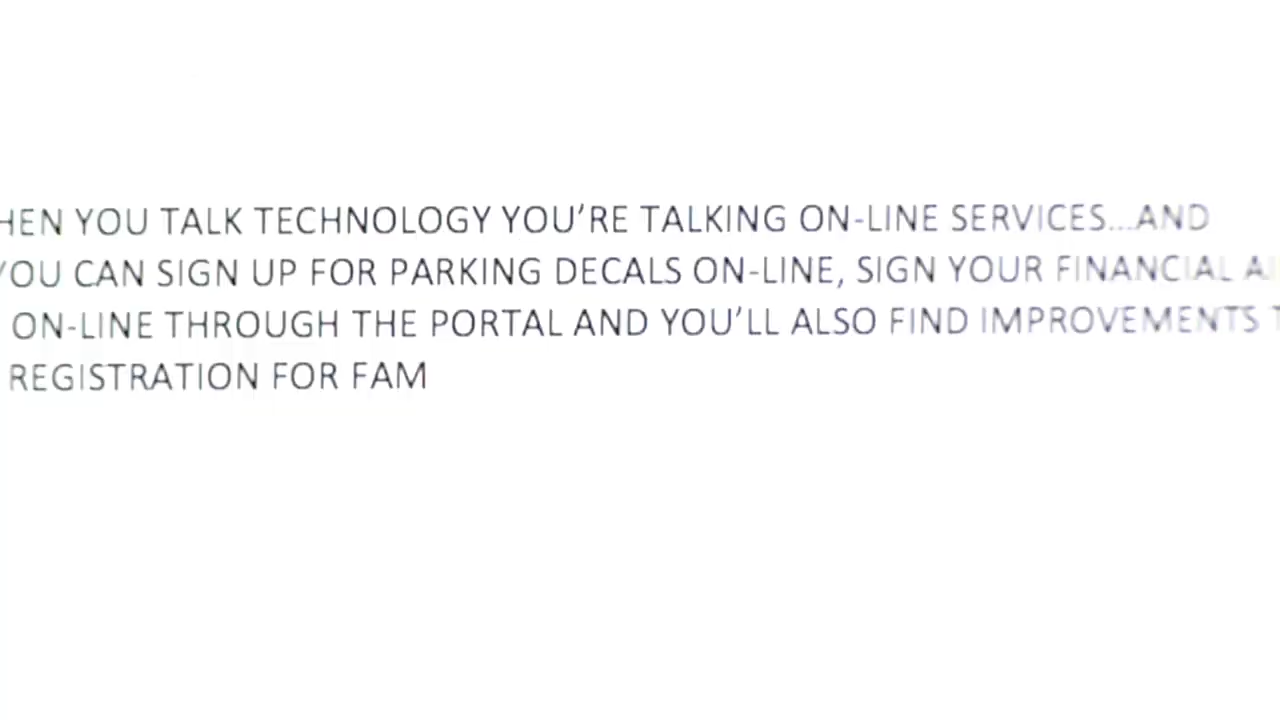 HEN YOU TALK TECHNOLOGY YOU'RE TALKING ON-LINE SERVICES...AND
YOU CAN SIGN UP FOR PARKING DECALS ON-LINE, SIGN YOUR FINANCIAL
ON-LINE THROUGH THE PORTAL AND YOU'LL ALSO FIND IMPROVEMENTS
REGISTRATION FOR FAM